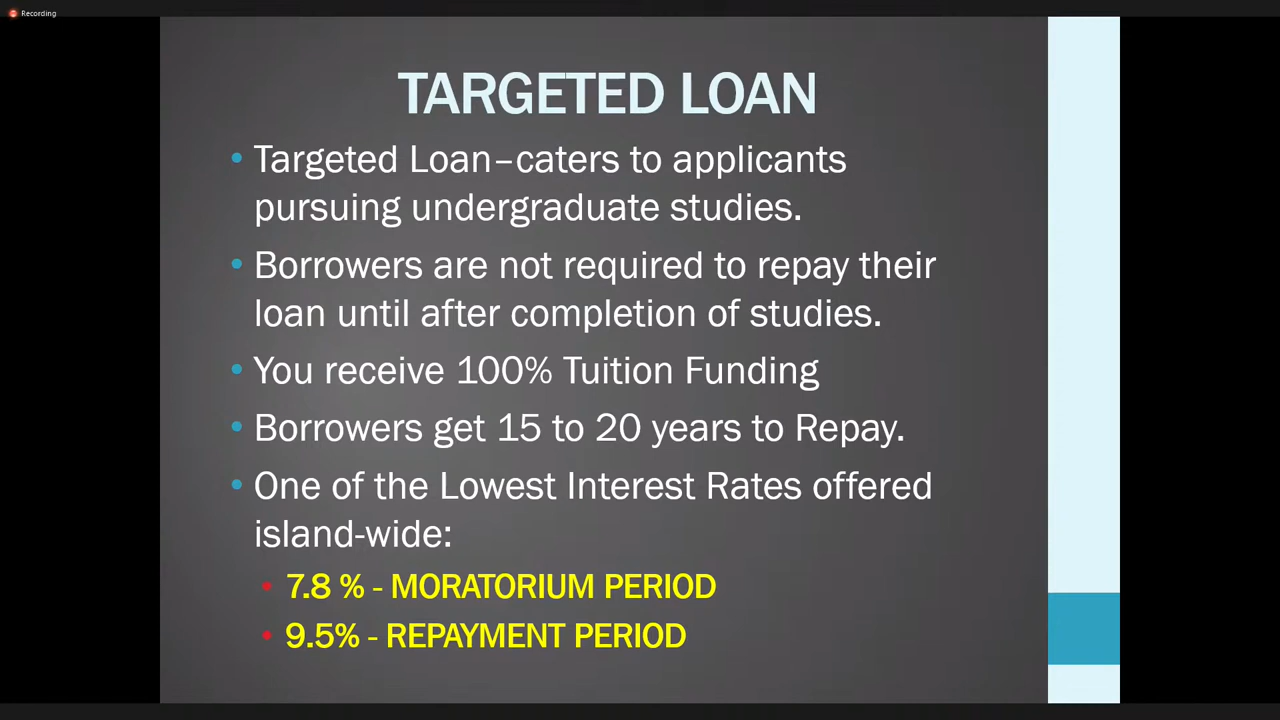 Recording
TARGETED LOAN
• Targeted Loan–caters to applicants
pursuing undergraduate studies.
• Borrowers are not required to repay their
loan until after completion of studies.
• You receive 100% Tuition Funding
• Borrowers get 15 to 20 years to Repay.
• One of the Lowest Interest Rates offered
island-wide:
• 7.8 % - MORATORIUM PERIOD
• 9.5% - REPAYMENT PERIOD